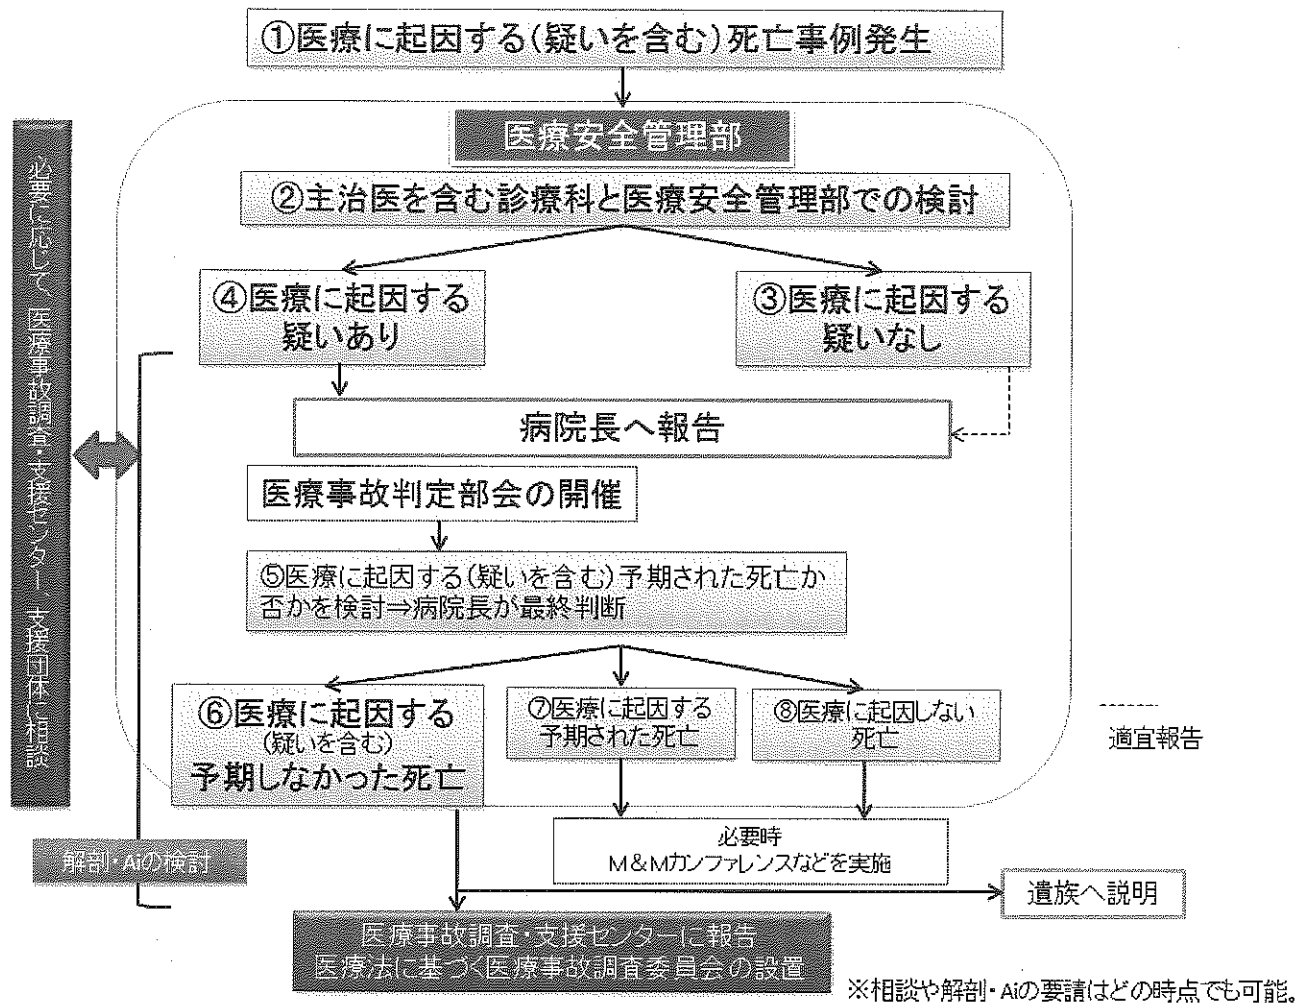 ①医療に起因する(疑いを含む)死亡事例発生
医療安全管理部
②主治医を含む診療科と医療安全管理部での検討
④医療に起因する
疑いあり
③医療に起因する
疑いなし
病院長へ報告
医療事故判定部会の開催
⑤医療に起因する(疑いを含む)予期された死亡か
否かを検討⇒病院長が最終判断
⑥医療に起因する
(疑いを含む)
予期しなかった死亡
⑦医療に起因する
予期された死亡
⑧医療に起因しない
死亡
適宜報告
必要に応じて、医療事故調査・支援センター、支援団体に相談
必要時
M&Mカンファレンスなどを実施
解剖・Aiの検討
遺族へ説明
医療事故調査・支援センターに報告
医療法に基づく医療事故調査委員会の設置
※相談や解剖・Aiの要請はどの時点でも可能。